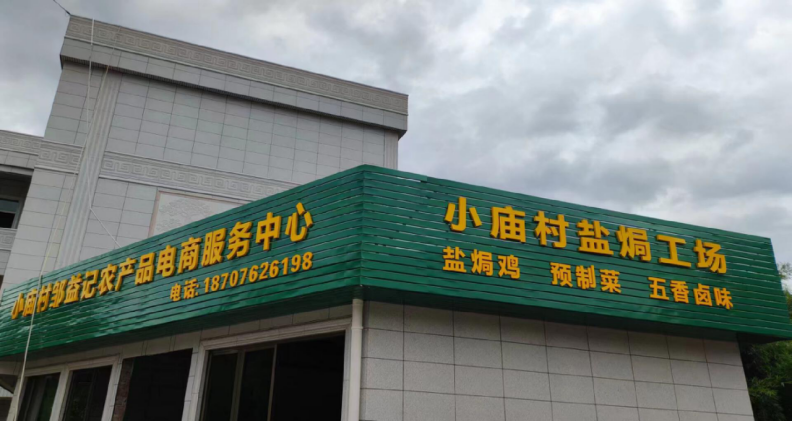 小庙村邹益记农产品电商服务中心
电话:18707626198
小庙村盐焗工场
盐焗鸡 预制菜 五香卤味